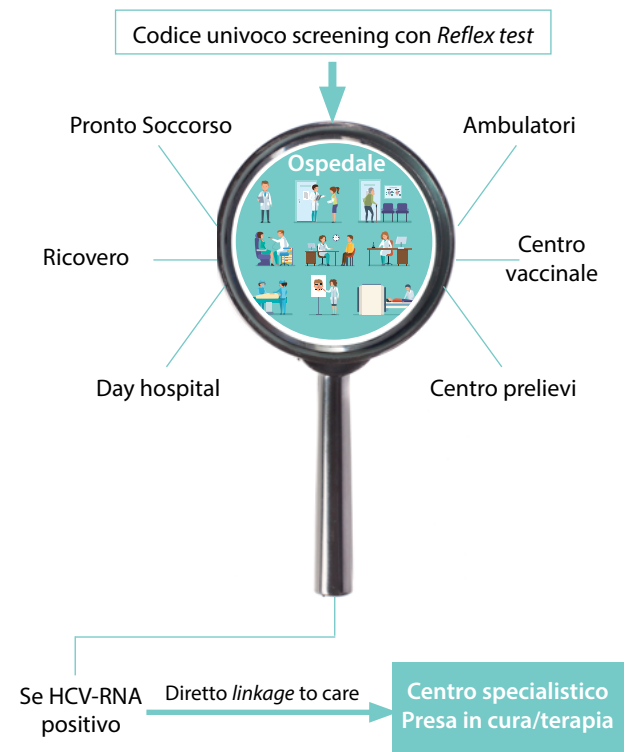 Codice univoco screening con Reflex test
Pronto Soccorso
Ambulatori
Ospedale
Ricovero
Centro
vaccinale
Day hospital
Centro prelievi
Se HCV-RNA
positivo
Diretto linkage to care
Centro specialistico
Presa in cura/terapia